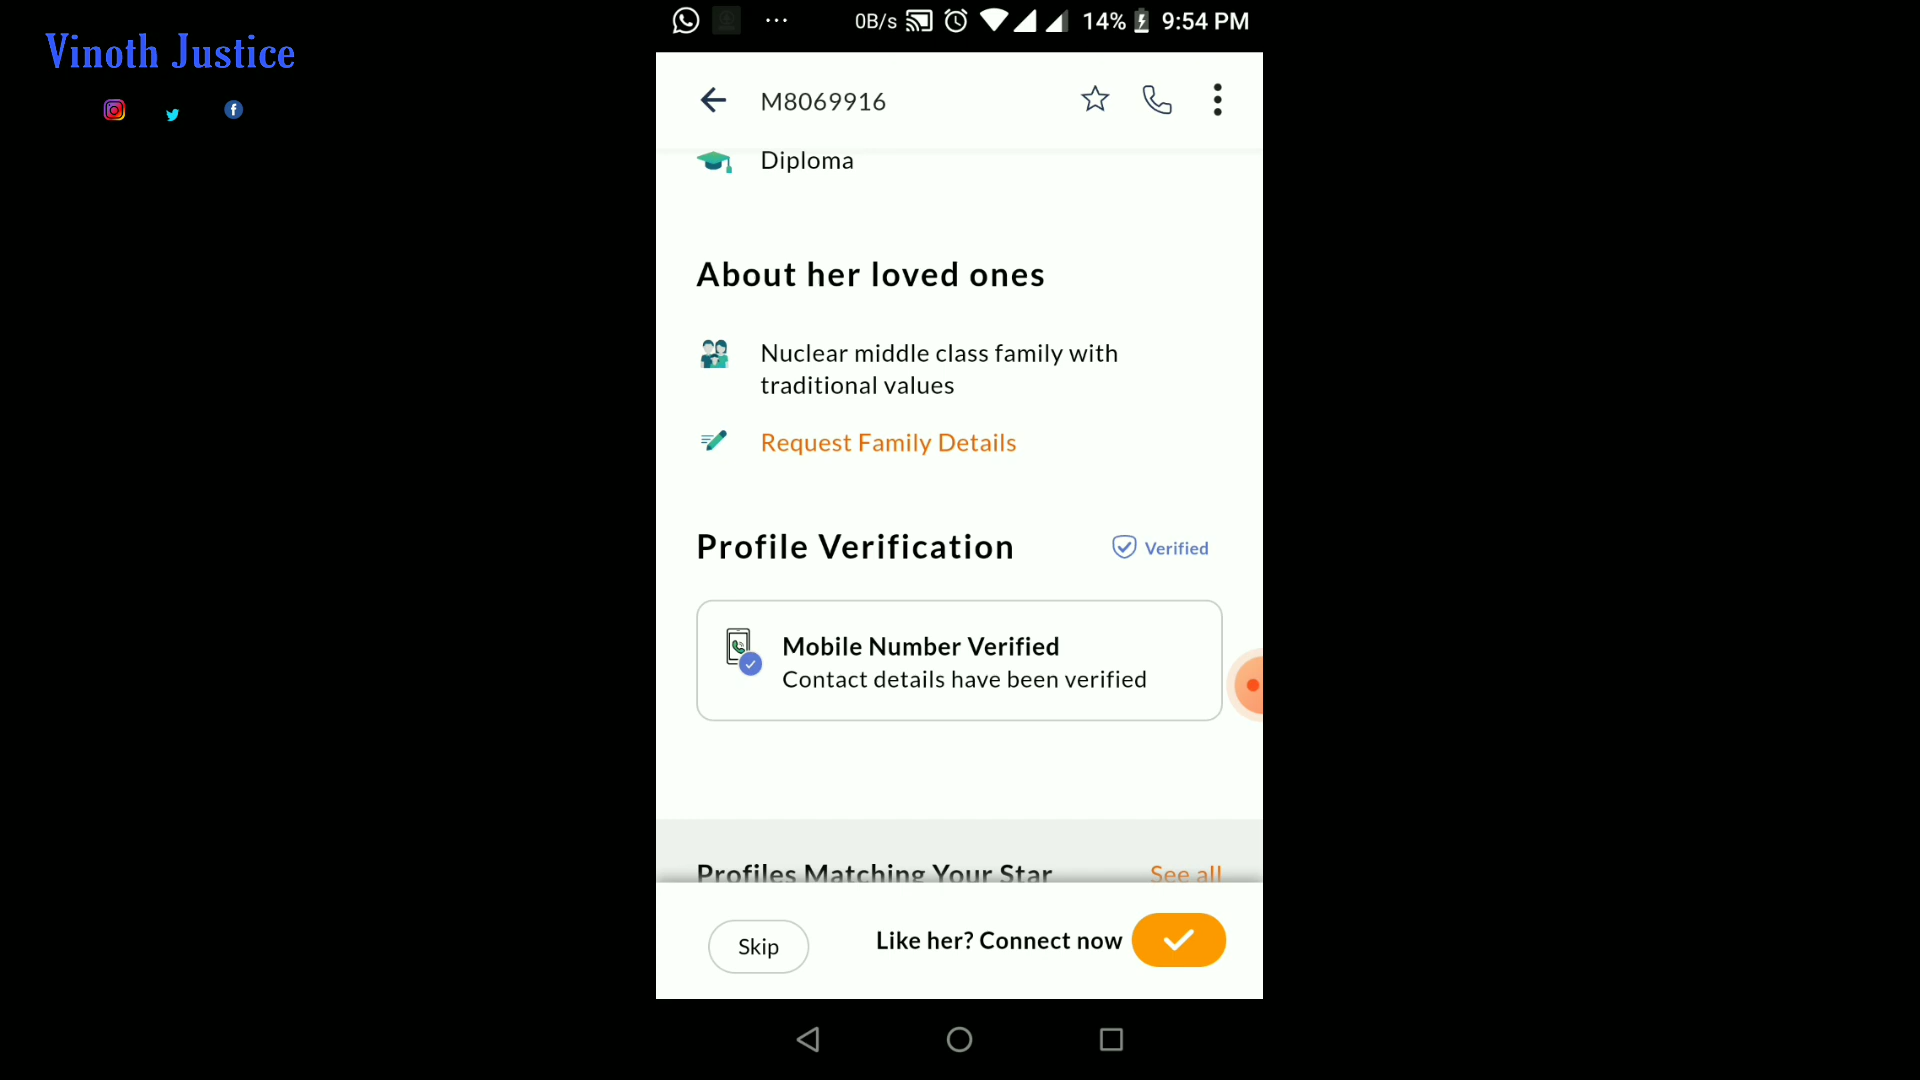 Vinoth Justice
0B/s 14% 9:54 PM
M8069916
Diploma
About her loved ones
Nuclear middle class family with
traditional values
Request Family Details
Profile Verification
Verified
Mobile Number Verified
Contact details have been verified
Profiles Matching Your Star
See all
Skip
Like her? Connect now